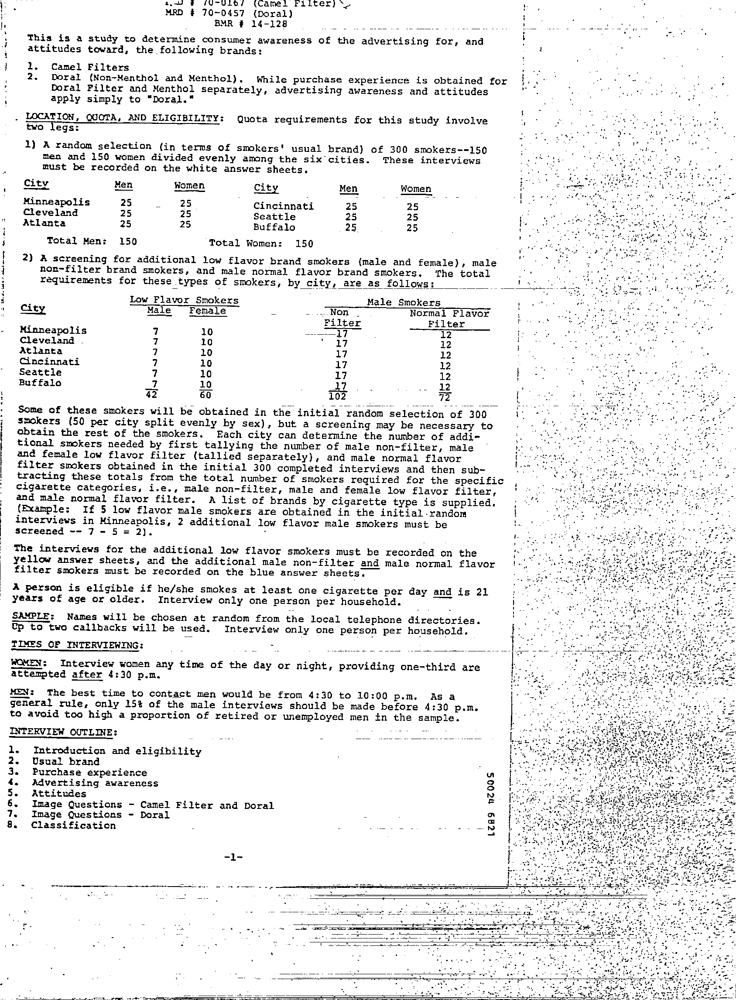 # 70-0167 (Camel Filter)
MRD # 70-0457 (Doral)
BMR # 14-128
This is a study to determine consumer awareness of the advertising for, and
attitudes toward, the following brands:
1. Camel Filters
2. Doral (Non-Menthol and Menthol). While purchase experience is obtained for
Doral Filter and Menthol separately, advertising awareness and attitudes
apply simply to "Doral."
LOCATION, QUOTA, AND ELIGIBILITY: Quota requirements for this study involve
two legs:
1) A random selection (in terms of smokers' usual brand) of 300 smokers--150
men and 150 women divided evenly among the six cities. These interviews
must be recorded on the white answer sheets.
City Men Women City Men Women
Minneapolis 25 25 Cincinnati 25 25
Cleveland 25 25 Seattle 25 25
Atlanta 25 25 Buffalo 25 25
Total Men: 150 Total Women: 150
2) A screening for additional low flavor brand smokers (male and female), male
non-filter brand smokers, and male normal flavor brand smokers. The total
requirements for these types of smokers, by city, are as follows:
Low Flavor Smokers Male Smokers
City Male Female Non Normal Flavor
Filter Filter
Minneapolis 7 10 17 12
Cleveland 7 10 17 12
Atlanta 7 10 17 12
Cincinnati 7 10 17 12
Seattle 7 10 17 12
Buffalo 7 10 17 12
42 60 102 72
Some of these smokers will be obtained in the initial random selection of 300
smokers (50 per city split evenly by sex), but a screening may be necessary to
obtain the rest of the smokers. Each city can determine the number of addi-
tional smokers needed by first tallying the number of male non-filter, male
and female low flavor filter (tallied separately), and male normal flavor
filter smokers obtained in the initial 300 completed interviews and then sub-
tracting these totals from the total number of smokers required for the specific
cigarette categories, i.e., male non-filter, male and female low flavor filter,
and male normal flavor filter. A list of brands by cigarette type is supplied.
(Example: If 5 low flavor male smokers are obtained in the initial random
interviews in Minneapolis, 2 additional low flavor male smokers must be
screened -- 7 - 5 = 2).
The interviews for the additional low flavor smokers must be recorded on the
yellow answer sheets, and the additional male non-filter and male normal flavor
filter smokers must be recorded on the blue answer sheets.
A person is eligible if he/she smokes at least one cigarette per day and is 21
years of age or older. Interview only one person per household.
SAMPLE: Names will be chosen at random from the local telephone directories.
Up to two callbacks will be used. Interview only one person per household.
TIMES OF INTERVIEWING:
WOMEN: Interview women any time of the day or night, providing one-third are
attempted after 4:30 p.m.
MEN: The best time to contact men would be from 4:30 to 10:00 p.m. As a
general rule, only 15% of the male interviews should be made before 4:30 p.m.
to avoid too high a proportion of retired or unemployed men in the sample.
INTERVIEW OUTLINE:
1. Introduction and eligibility
2. Usual brand
3. Purchase experience
4. Advertising awareness
5. Attitudes
6. Image Questions - Camel Filter and Doral
7. Image Questions - Doral
8. Classification
50024 6821
-1-